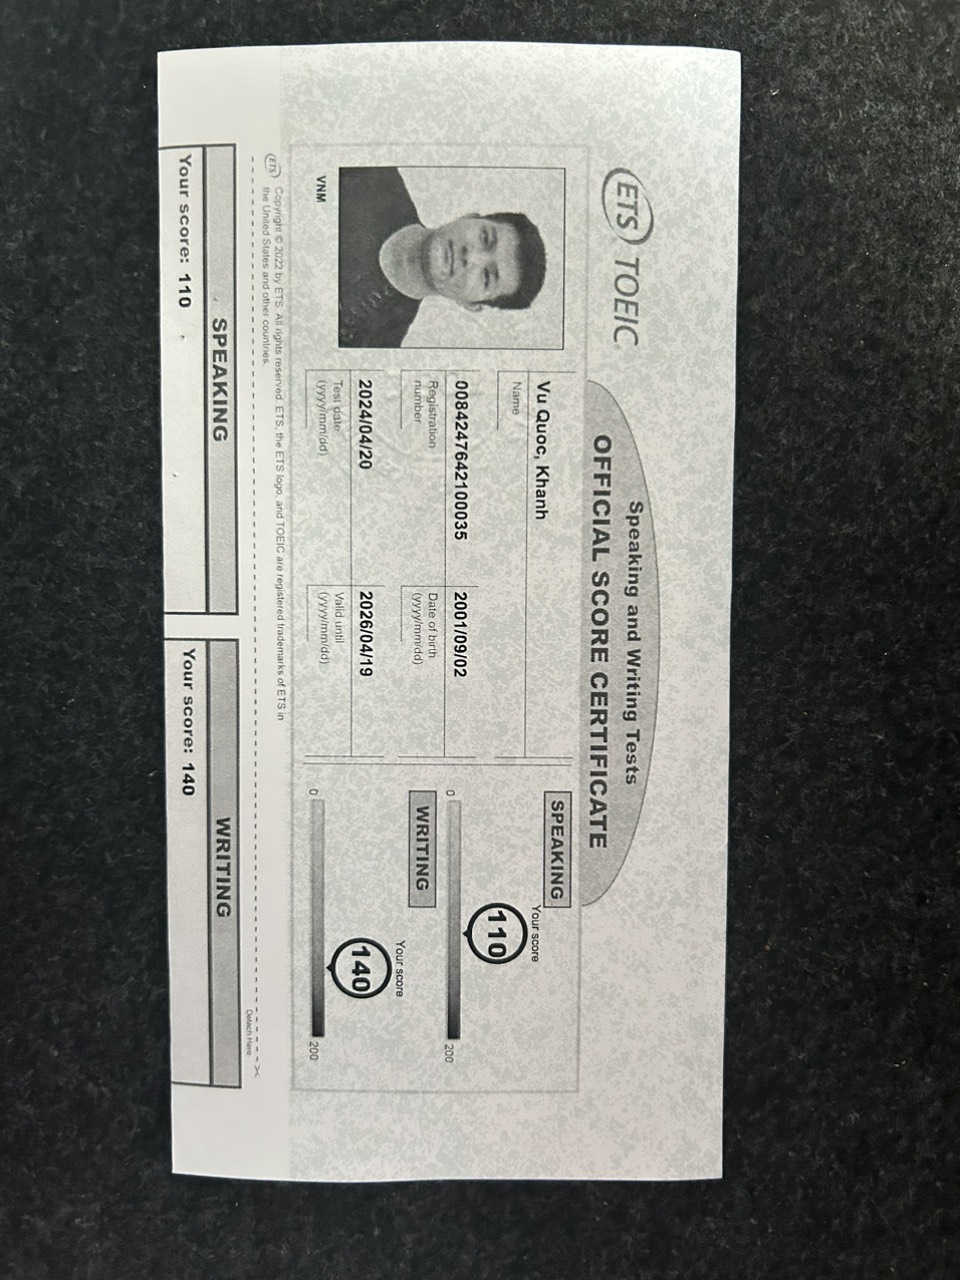 ETS TOEIC
Speaking and Writing Tests
OFFICIAL SCORE CERTIFICATE
Vu Quoc, Khanh
Name
0084247642100035
Registration
number
2001/09/02
Date of birth
(yyyy/mm/dd)
2024/04/20
Test date
(yyyy/mm/dd)
2026/04/19
Valid until
(yyyy/mm/dd)
VNM
SPEAKING
Your score
110
0
200
WRITING
Your score
140
0
200
ETS
Copyright © 2022 by ETS. All rights reserved. ETS, the ETS logo, and TOEIC are registered trademarks of ETS in
the United States and other countries.
Detach Here
SPEAKING
Your score: 110
WRITING
Your score: 140